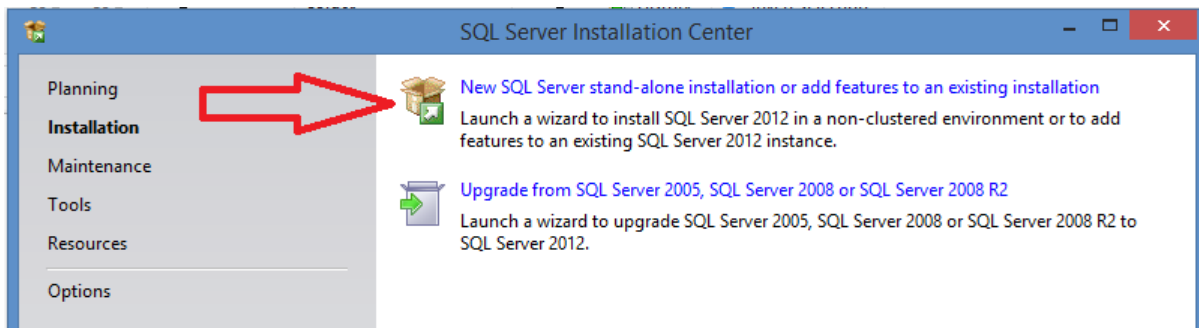 SQL Server Installation Center
Planning
Installation
Maintenance
Tools
Resources
Options
New SQL Server stand-alone installation or add features to an existing installation
Launch a wizard to install SQL Server 2012 in a non-clustered environment or to add
features to an existing SQL Server 2012 instance.
Upgrade from SQL Server 2005, SQL Server 2008 or SQL Server 2008 R2
Launch a wizard to upgrade SQL Server 2005, SQL Server 2008 or SQL Server 2008 R2 to
SQL Server 2012.